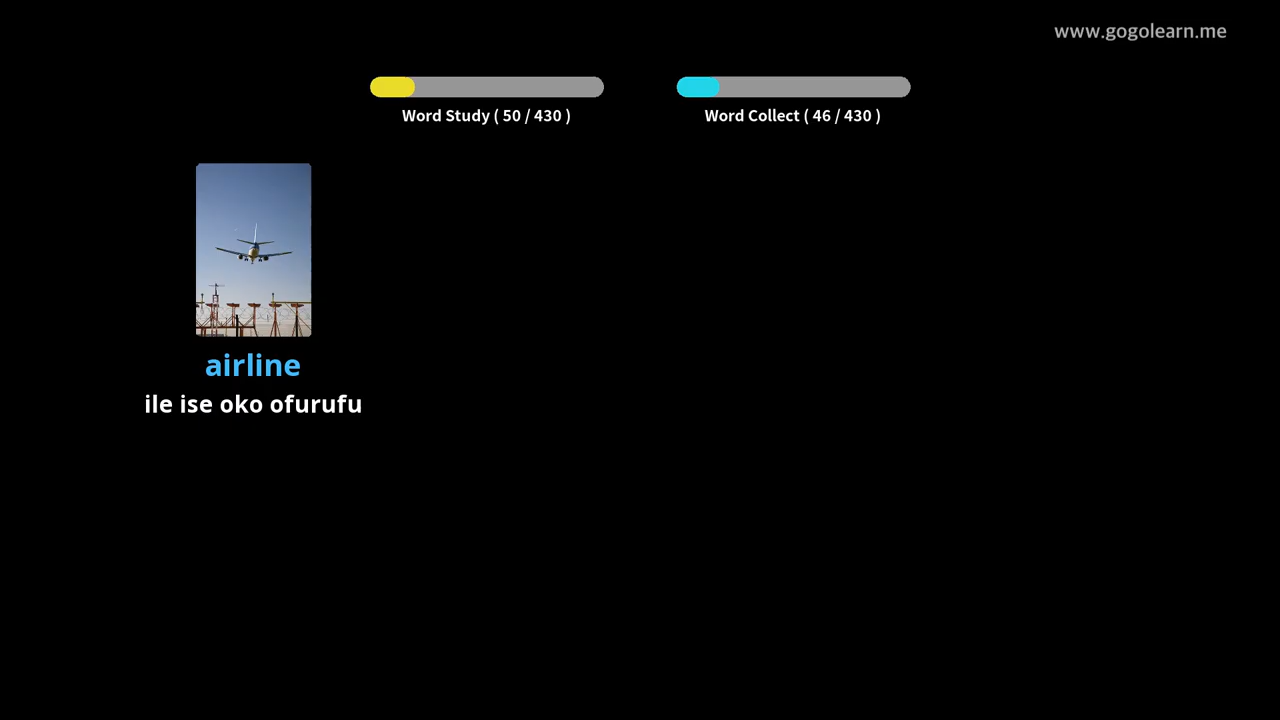 www.gogolearn.me
Word Study ( 50 / 430 )
Word Collect ( 46 / 430 )
airline
ile ise oko ofurufu